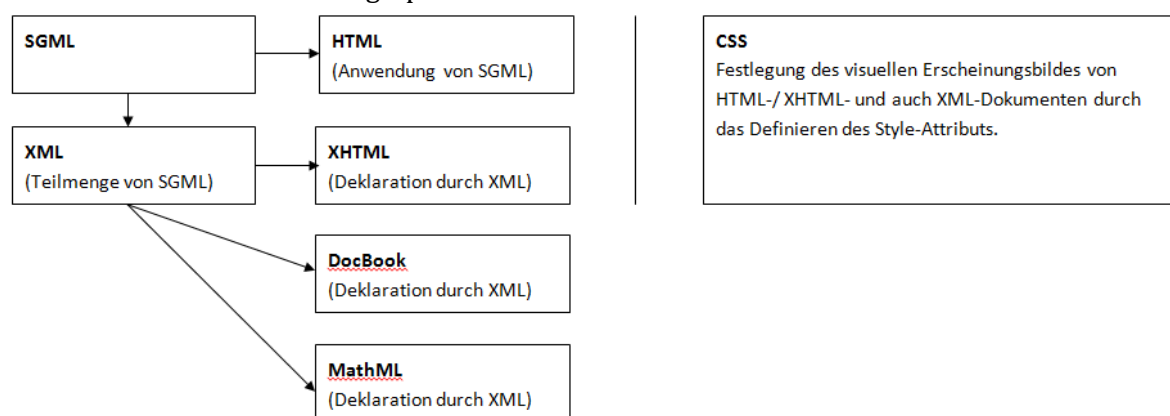 SGML
HTML
(Anwendung von SGML)
CSS
Festlegung des visuellen Erscheinungsbildes von
HTML-/ XHTML- und auch XML-Dokumenten durch
das Definieren des Style-Attributs.
XML
(Teilmenge von SGML)
XHTML
(Deklaration durch XML)
DocBook
(Deklaration durch XML)
MathML
(Deklaration durch XML)